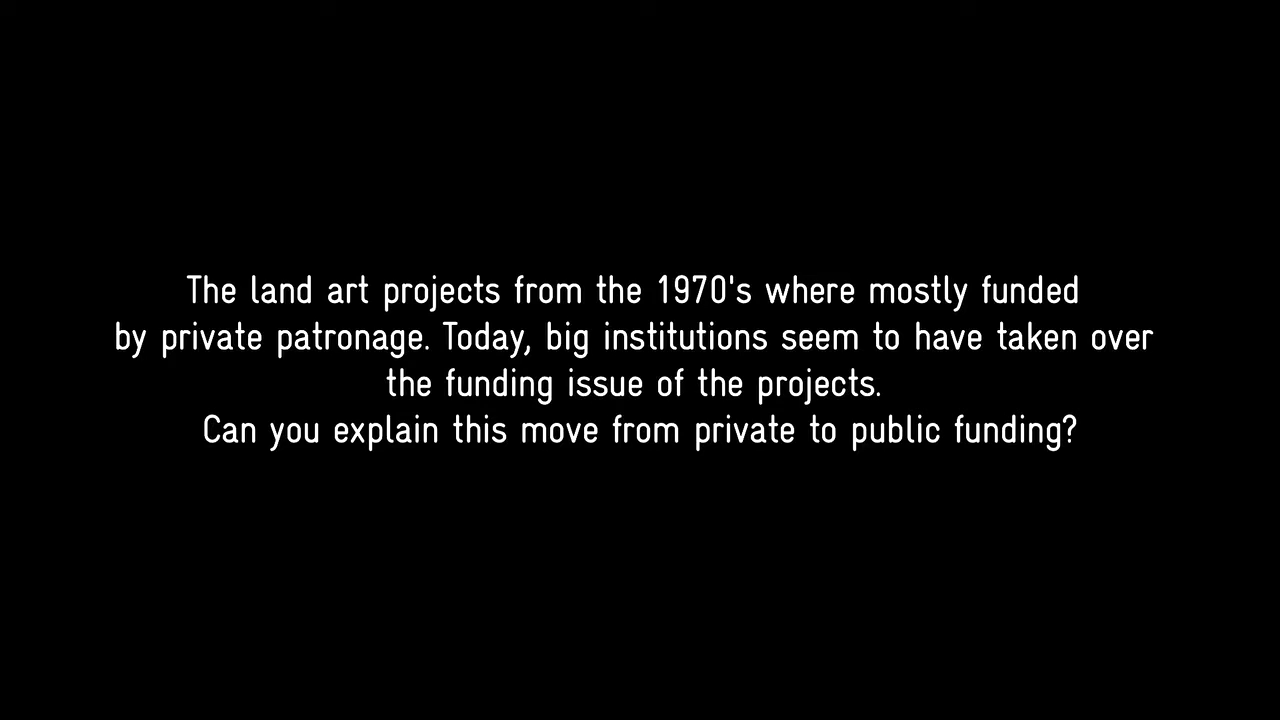 The land art projects from the 1970's where mostly funded
by private patronage. Today, big institutions seem to have taken over
the funding issue of the projects.
Can you explain this move from private to public funding?